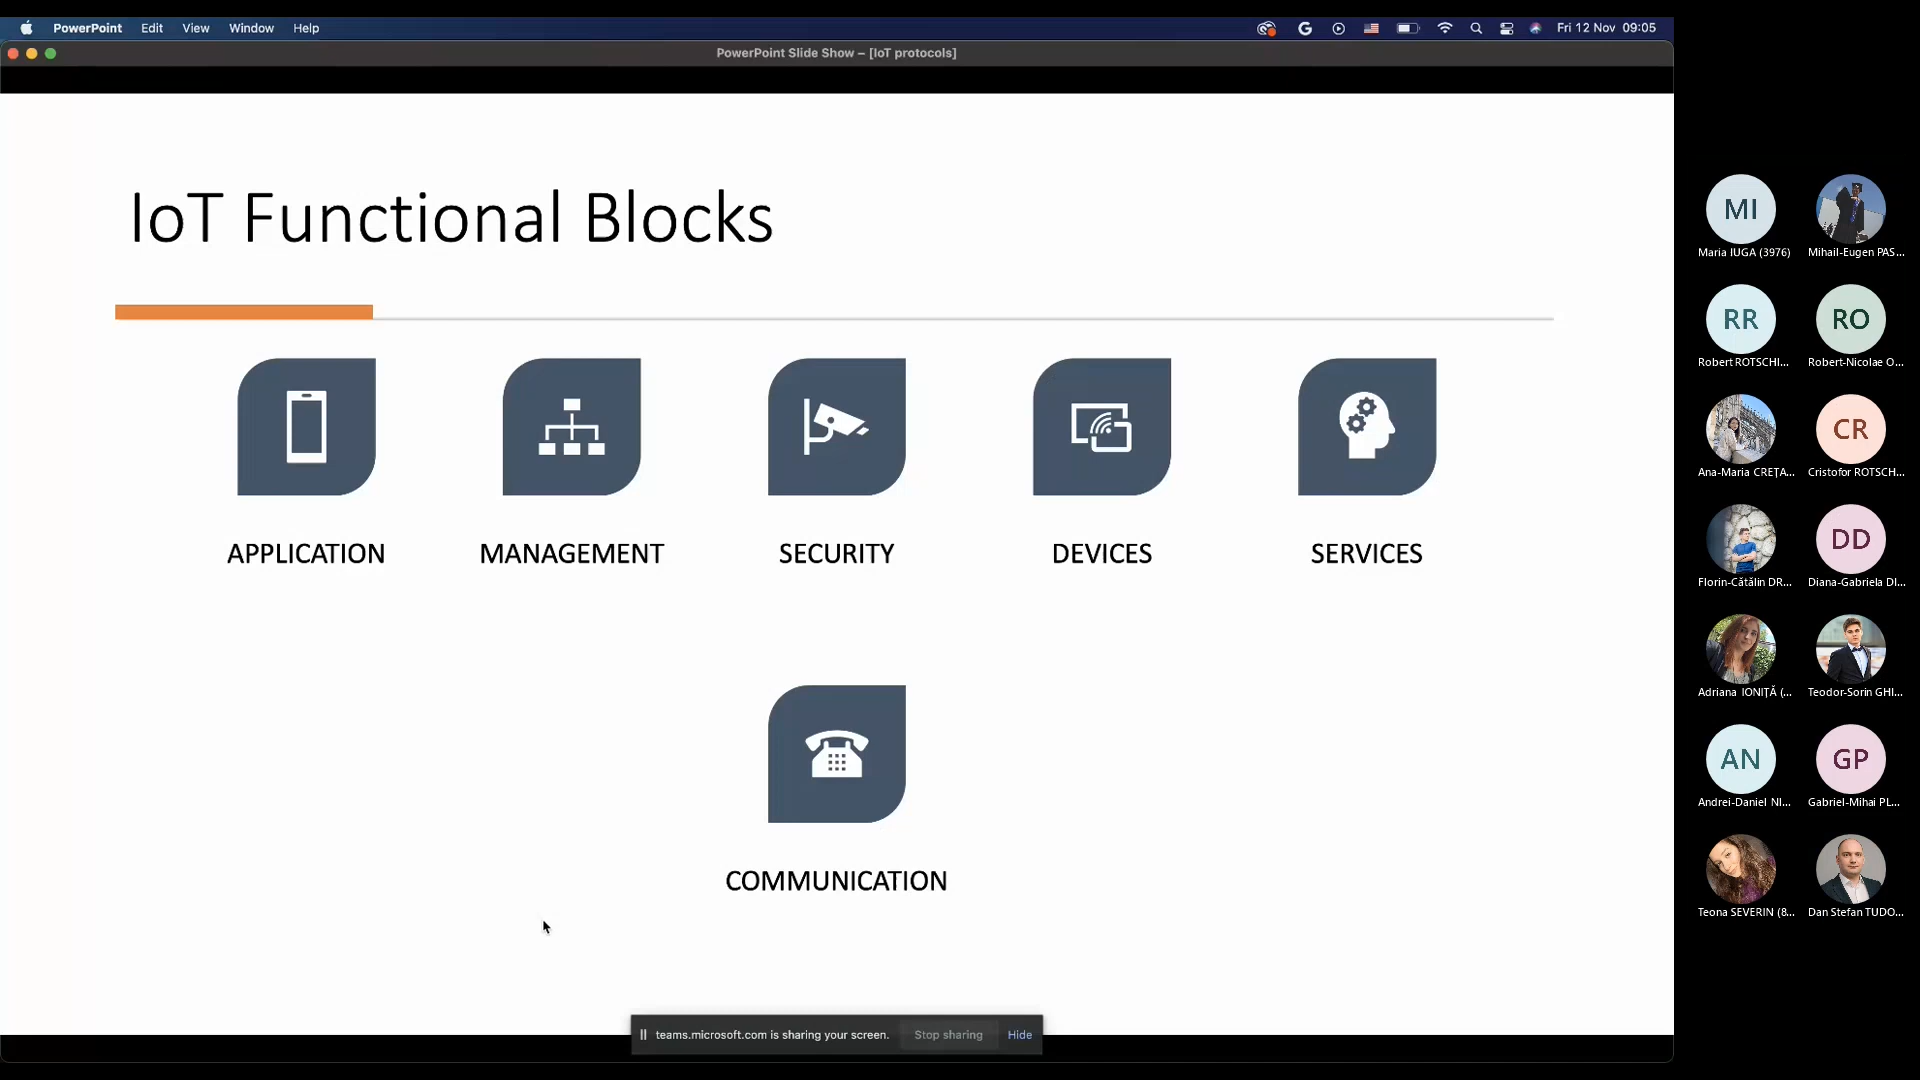 PowerPoint Edit View Window Help
Fri 12 Nov 09:05
PowerPoint Slide Show – [IoT protocols]
IoT Functional Blocks
APPLICATION
MANAGEMENT
SECURITY
DEVICES
SERVICES
COMMUNICATION
teams.microsoft.com is sharing your screen. Stop sharing Hide
MI
Maria IUGA (3976)
Mihail-Eugen PAS...
RR
Robert ROTSCHI...
RO
Robert-Nicolae O...
Ana-Maria CREȚA...
CR
Cristofor ROTSCH...
Florin-Cătălin DR...
DD
Diana-Gabriela DI...
Adriana IONIȚĂ (...
Teodor-Sorin GHI...
AN
Andrei-Daniel NI...
GP
Gabriel-Mihai PL...
Teona SEVERIN (8...
Dan Stefan TUDO...